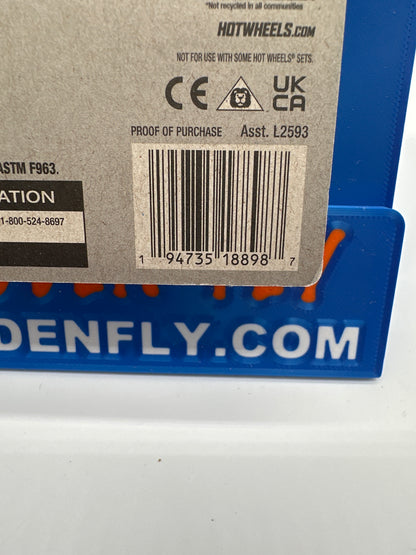 *Not recycled in all communities
HOTWHEELS.COM
NOT FOR USE WITH SOME HOT WHEELS® SETS.
CE
UK
CA
PROOF OF PURCHASE Asst. L2593
ASTM F963.
ATION
1-800-524-8697
1 94735 18898 7
DENFLY.COM